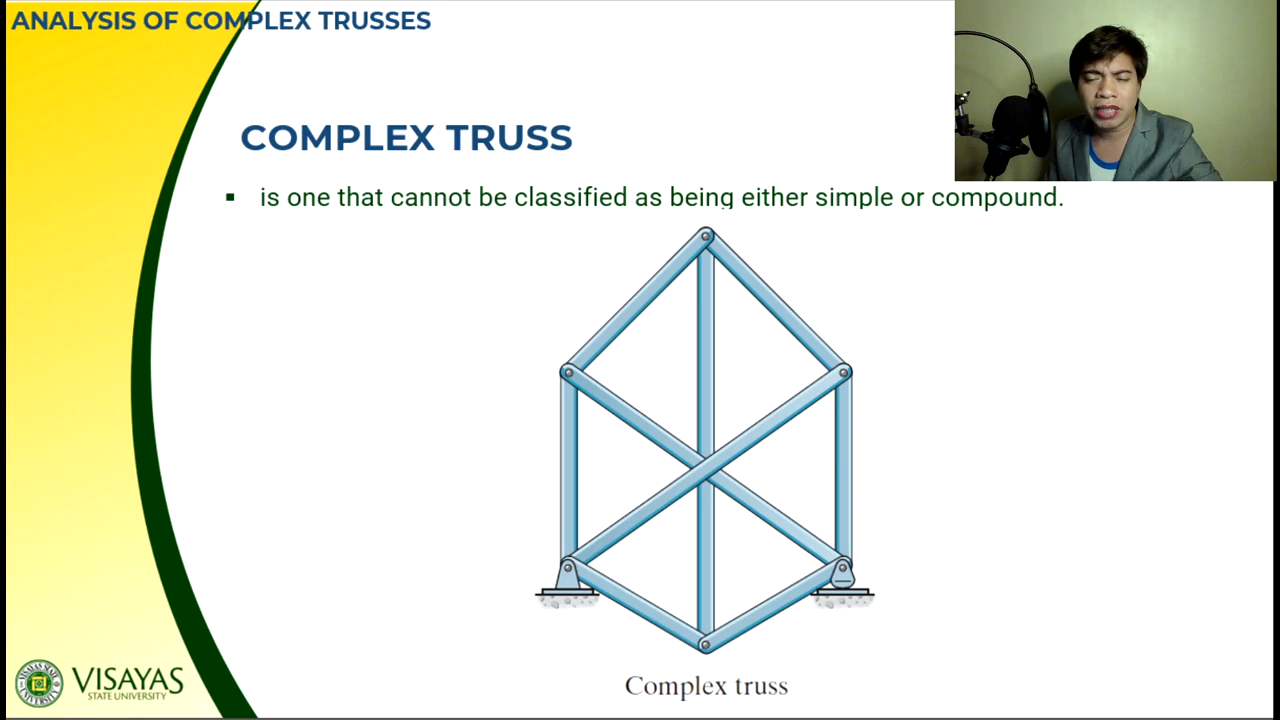 ANALYSIS OF COMPLEX TRUSSES
COMPLEX TRUSS
▪ is one that cannot be classified as being either simple or compound.
Complex truss
VISAYAS
STATE UNIVERSITY